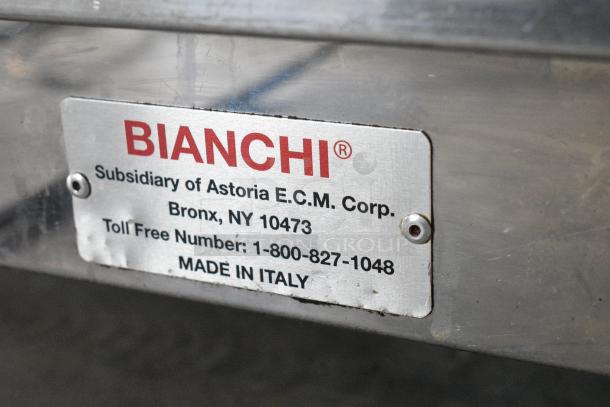 BIANCHI®
Subsidiary of Astoria E.C.M. Corp.
Bronx, NY 10473
Toll Free Number: 1-800-827-1048
MADE IN ITALY